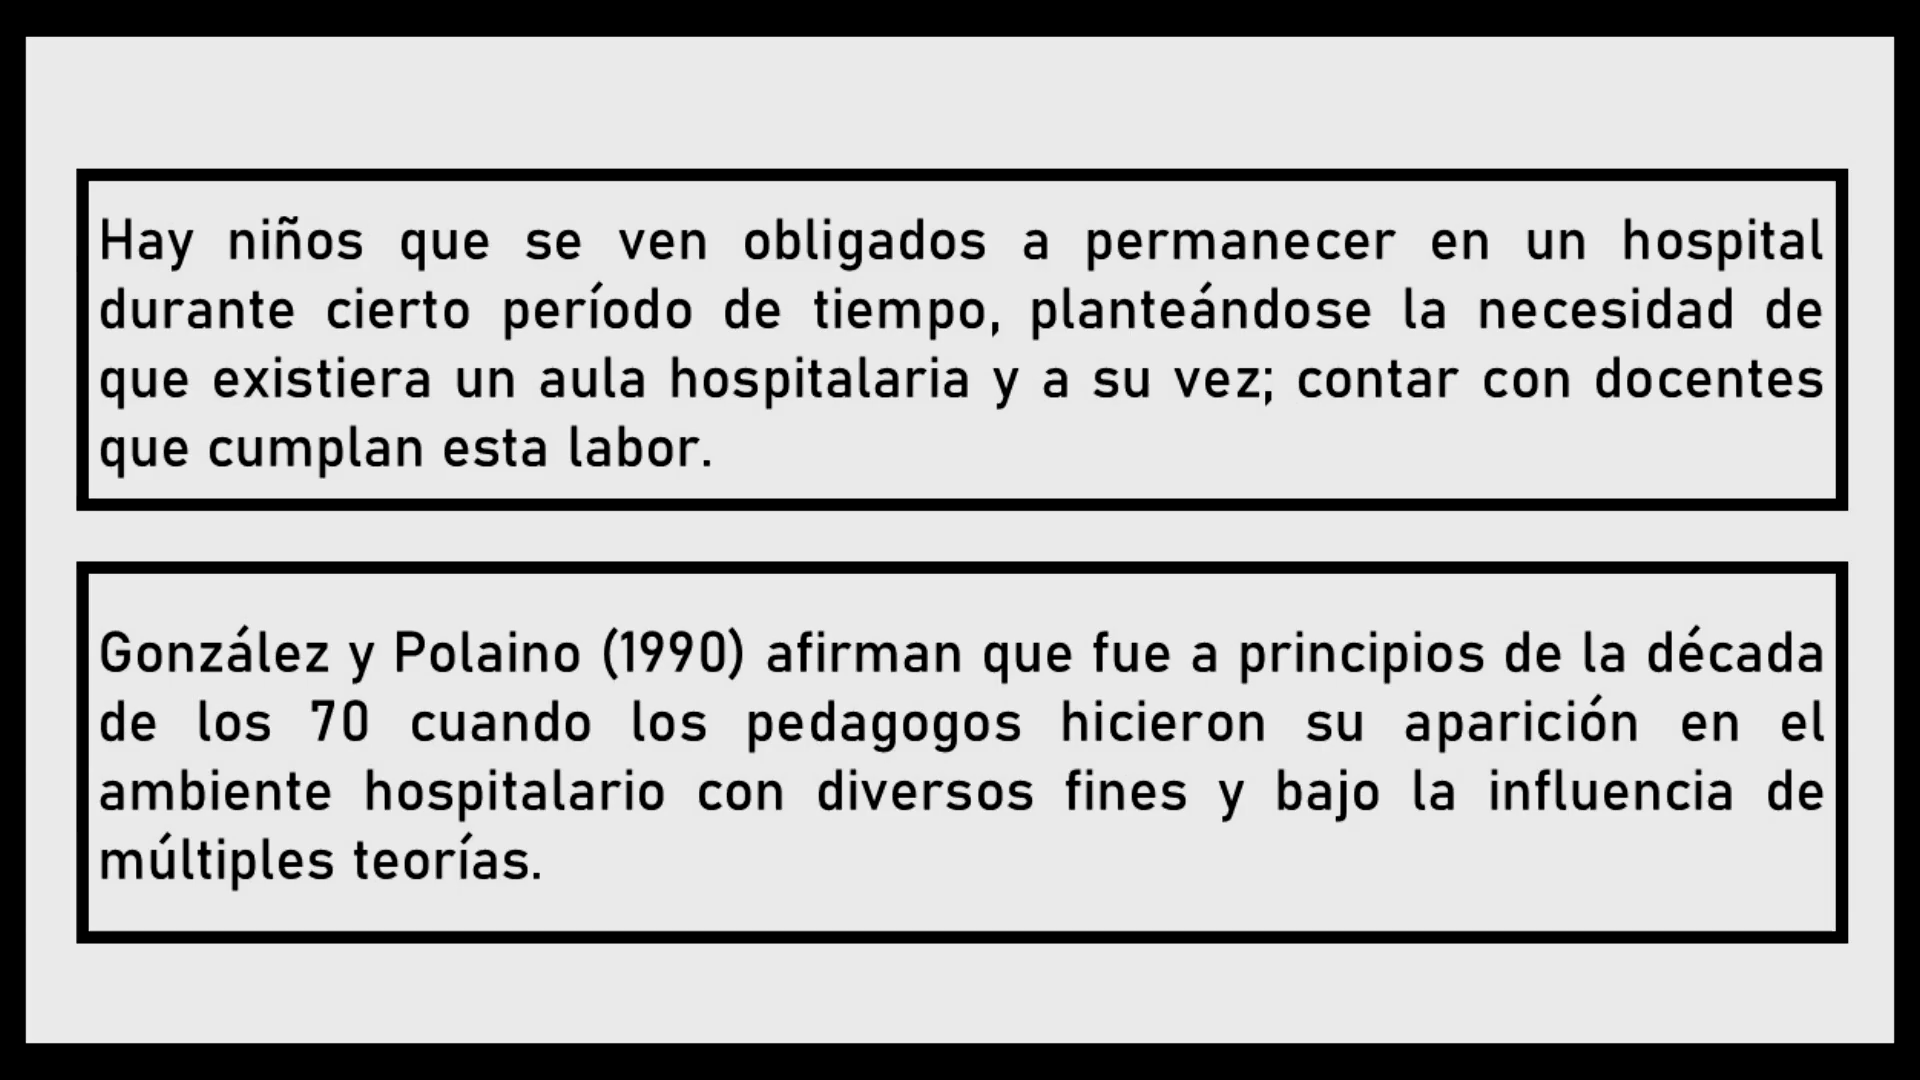 Hay niños que se ven obligados a permanecer en un hospital
durante cierto período de tiempo, planteándose la necesidad de
que existiera un aula hospitalaria y a su vez; contar con docentes
que cumplan esta labor.
González y Polaino (1990) afirman que fue a principios de la década
de los 70 cuando los pedagogos hicieron su aparición en el
ambiente hospitalario con diversos fines y bajo la influencia de
múltiples teorías.